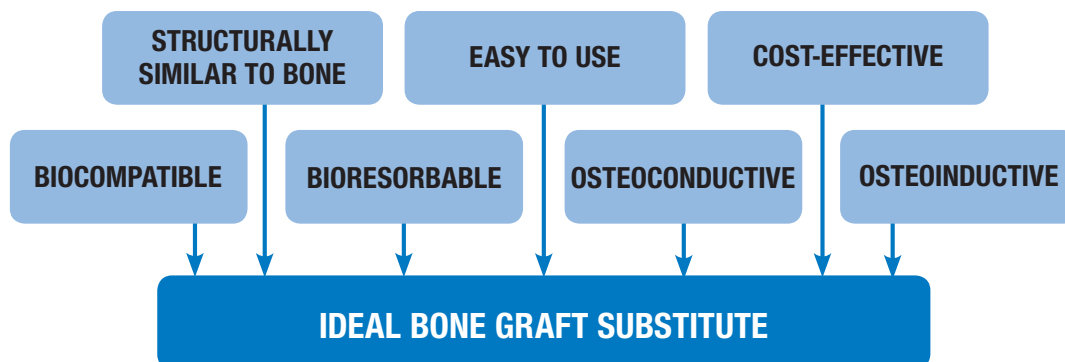 STRUCTURALLY
SIMILAR TO BONE
EASY TO USE
COST-EFFECTIVE
BIOCOMPATIBLE
BIORESORBABLE
OSTEOCONDUCTIVE
OSTEOINDUCTIVE
IDEAL BONE GRAFT SUBSTITUTE